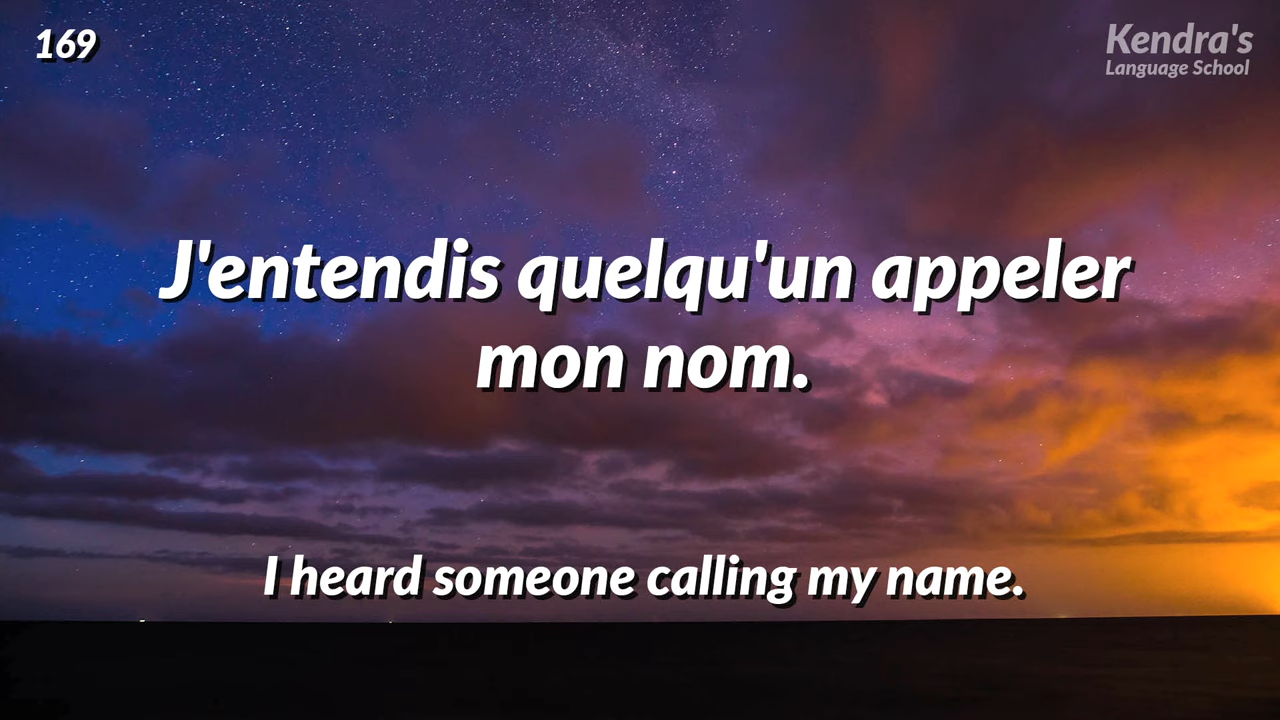 169
Kendra's
Language School
J'entendis quelqu'un appeler
mon nom.
I heard someone calling my name.